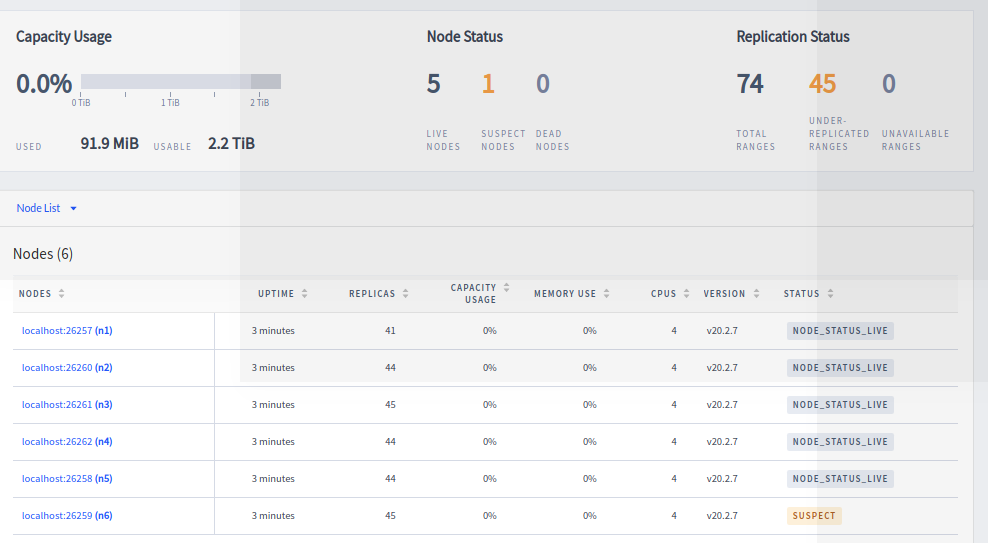 Capacity Usage
0.0%
0 TiB 1 TiB 2 TiB
USED 91.9 MiB USABLE 2.2 TiB
Node Status
5 1 0
LIVE NODES SUSPECT NODES DEAD NODES
Replication Status
74 45 0
TOTAL RANGES UNDER-REPLICATED RANGES UNAVAILABLE RANGES
Node List
Nodes (6)
NODES UPTIME REPLICAS CAPACITY USAGE MEMORY USE CPUS VERSION STATUS
localhost:26257 (n1) 3 minutes 41 0% 0% 4 v20.2.7 NODE_STATUS_LIVE
localhost:26260 (n2) 3 minutes 44 0% 0% 4 v20.2.7 NODE_STATUS_LIVE
localhost:26261 (n3) 3 minutes 45 0% 0% 4 v20.2.7 NODE_STATUS_LIVE
localhost:26262 (n4) 3 minutes 44 0% 0% 4 v20.2.7 NODE_STATUS_LIVE
localhost:26258 (n5) 3 minutes 44 0% 0% 4 v20.2.7 NODE_STATUS_LIVE
localhost:26259 (n6) 3 minutes 45 0% 0% 4 v20.2.7 SUSPECT